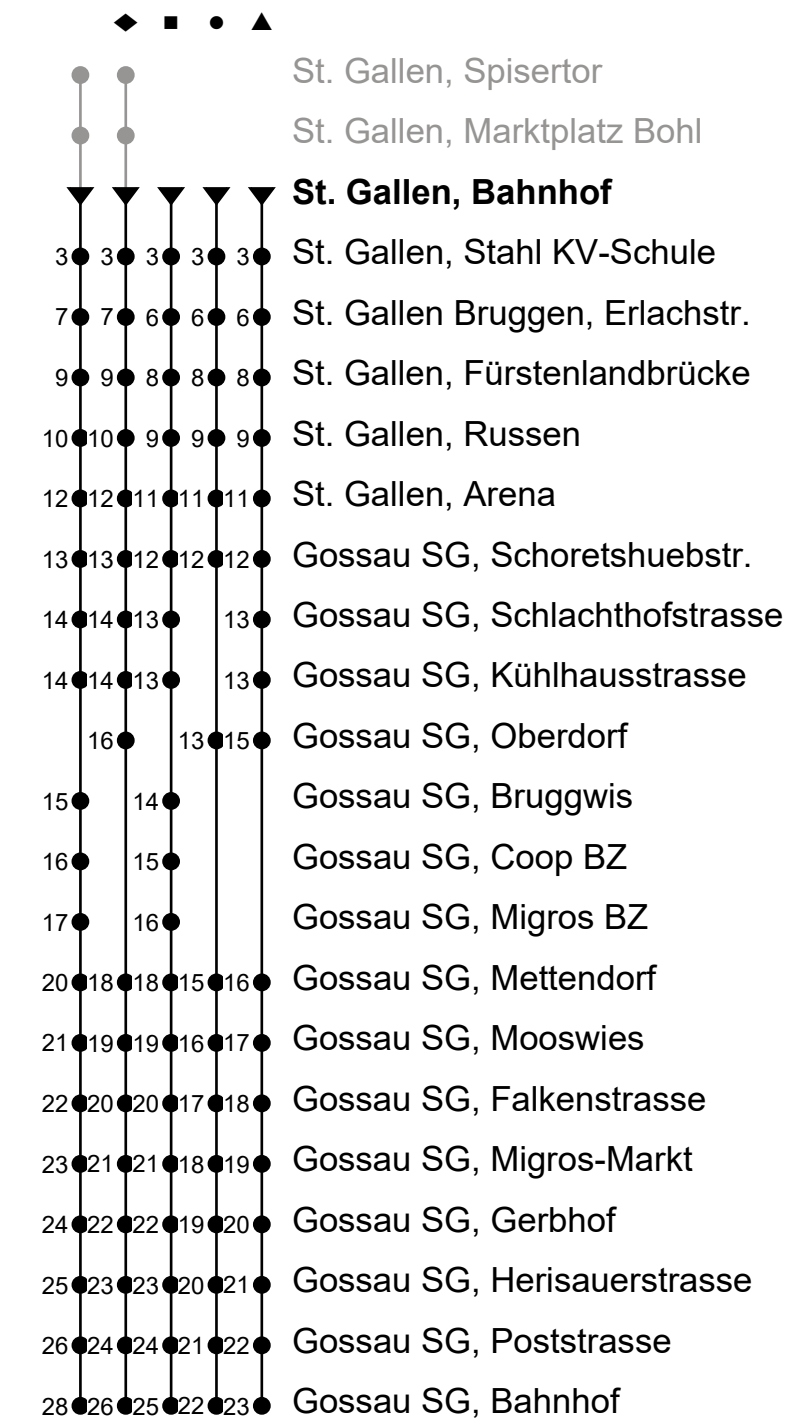 St. Gallen, Spisertor
St. Gallen, Marktplatz Bohl
St. Gallen, Bahnhof
3 3 3 3 3 St. Gallen, Stahl KV-Schule
7 7 6 6 6 St. Gallen Bruggen, Erlachstr.
9 9 8 8 8 St. Gallen, Fürstenlandbrücke
10 10 9 9 9 St. Gallen, Russen
12 12 11 11 11 St. Gallen, Arena
13 13 12 12 12 Gossau SG, Schoretshuebstr.
14 14 13 13 Gossau SG, Schlachthofstrasse
14 14 13 13 Gossau SG, Kühlhausstrasse
16 13 15 Gossau SG, Oberdorf
15 14 Gossau SG, Bruggwis
16 15 Gossau SG, Coop BZ
17 16 Gossau SG, Migros BZ
20 18 18 15 16 Gossau SG, Mettendorf
21 19 19 16 17 Gossau SG, Mooswies
22 20 20 17 18 Gossau SG, Falkenstrasse
23 21 21 18 19 Gossau SG, Migros-Markt
24 22 22 19 20 Gossau SG, Gerbhof
25 23 23 20 21 Gossau SG, Herisauerstrasse
26 24 24 21 22 Gossau SG, Poststrasse
28 26 25 22 23 Gossau SG, Bahnhof